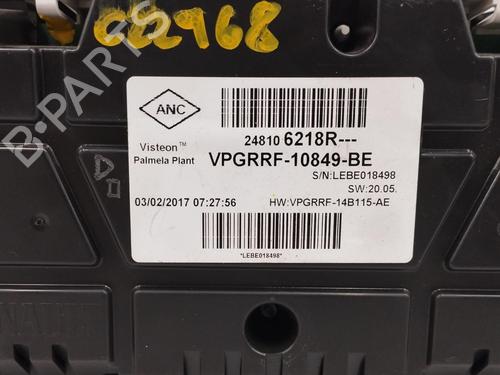 B-PARTS
ANC
Visteon™
Palmela Plant
24810 6218R---
VPGRRF-10849-BE
S/N:LEBE018498
SW:20.05.
03/02/2017 07:27:56
HW:VPGRRF-14B115-AE
*LEBE018498*